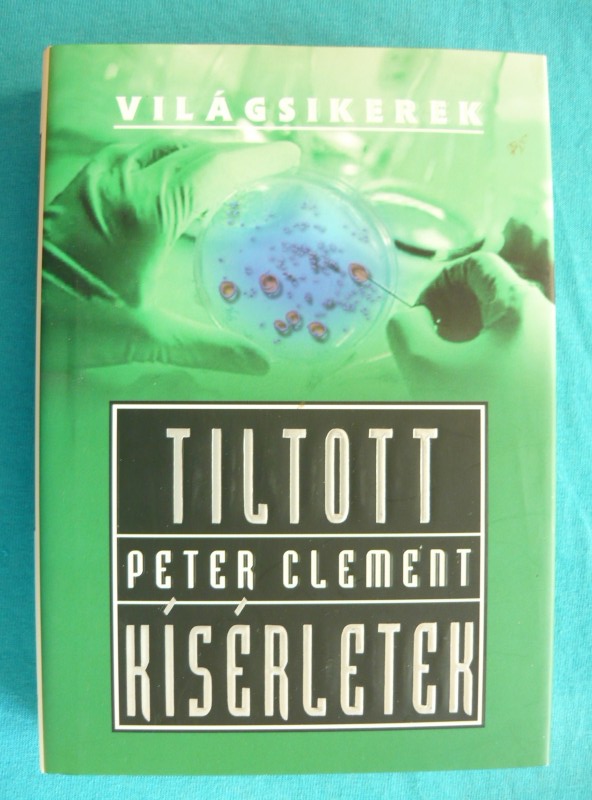 VILÁGSIKEREK
TILTOTT
PETER CLEMENT
KÍSÉRLETEK